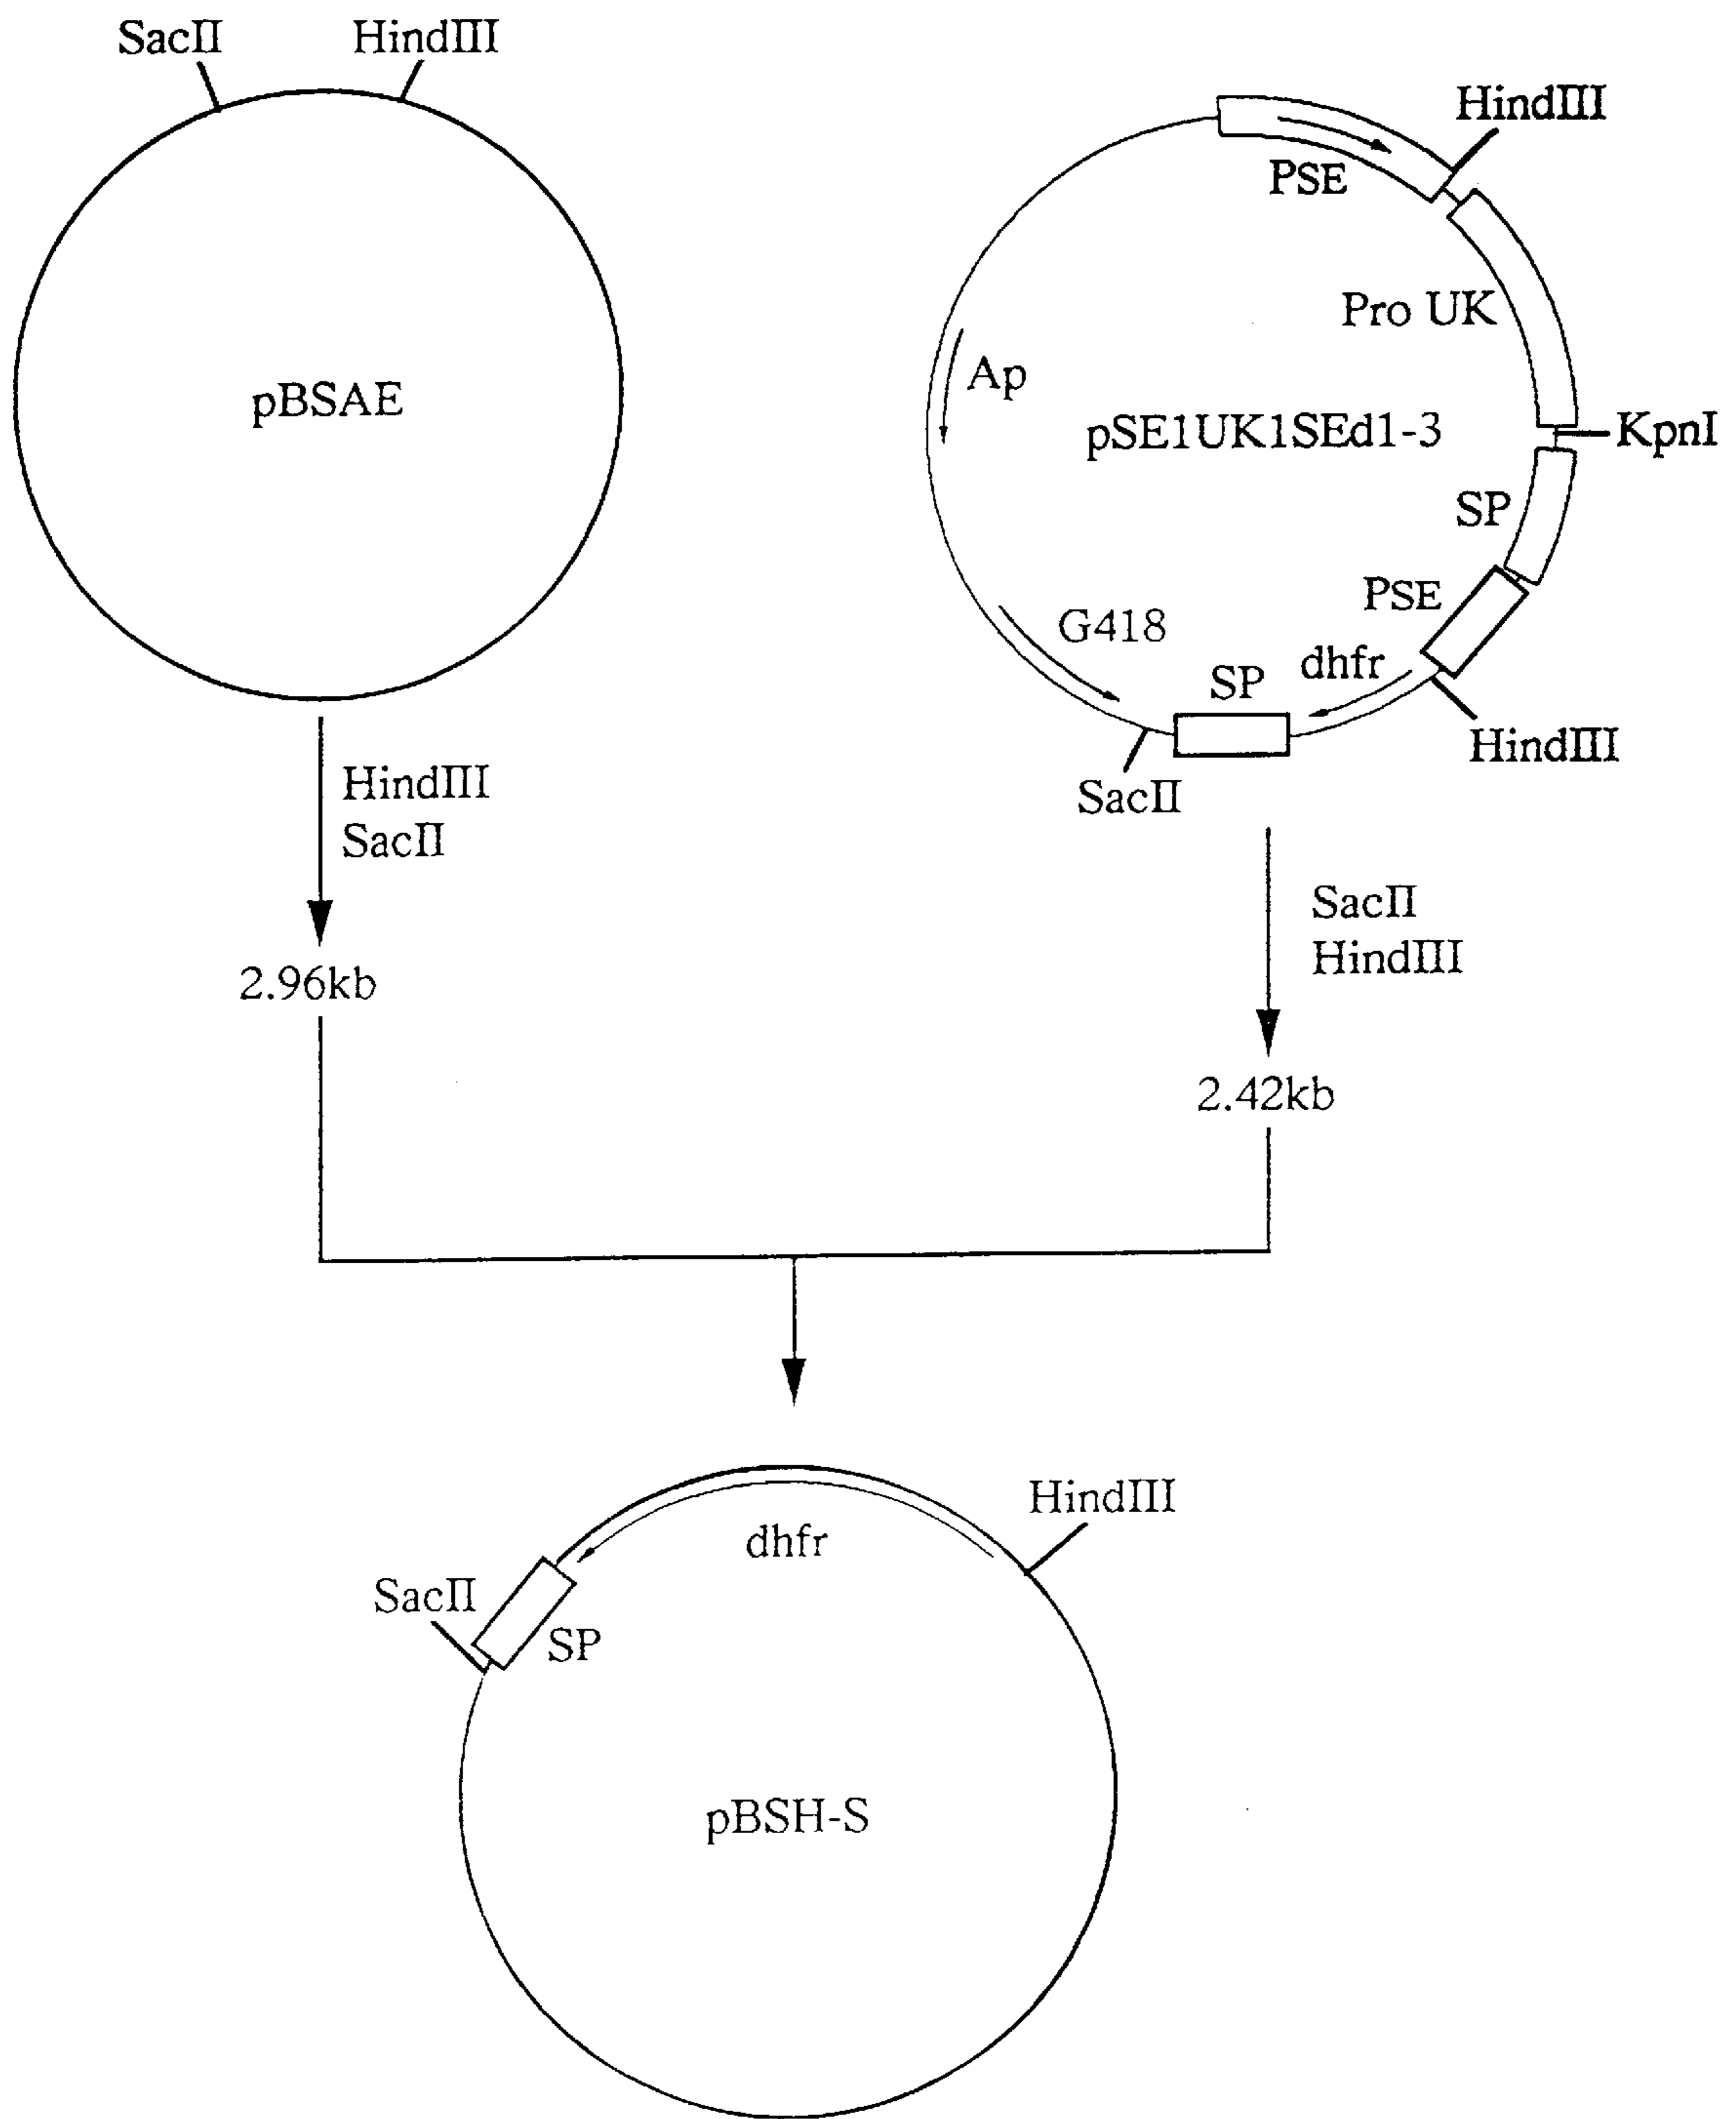 SacII
HindIII
pBSAE
HindIII
SacII
2.96kb
HindIII
PSE
Pro UK
Ap
pSE1UK1SEd1-3
KpnI
SP
PSE
G418
dhfr
SP
HindIII
SacII
SacII
HindIII
2.42kb
HindIII
dhfr
SacII
SP
pBSH-S